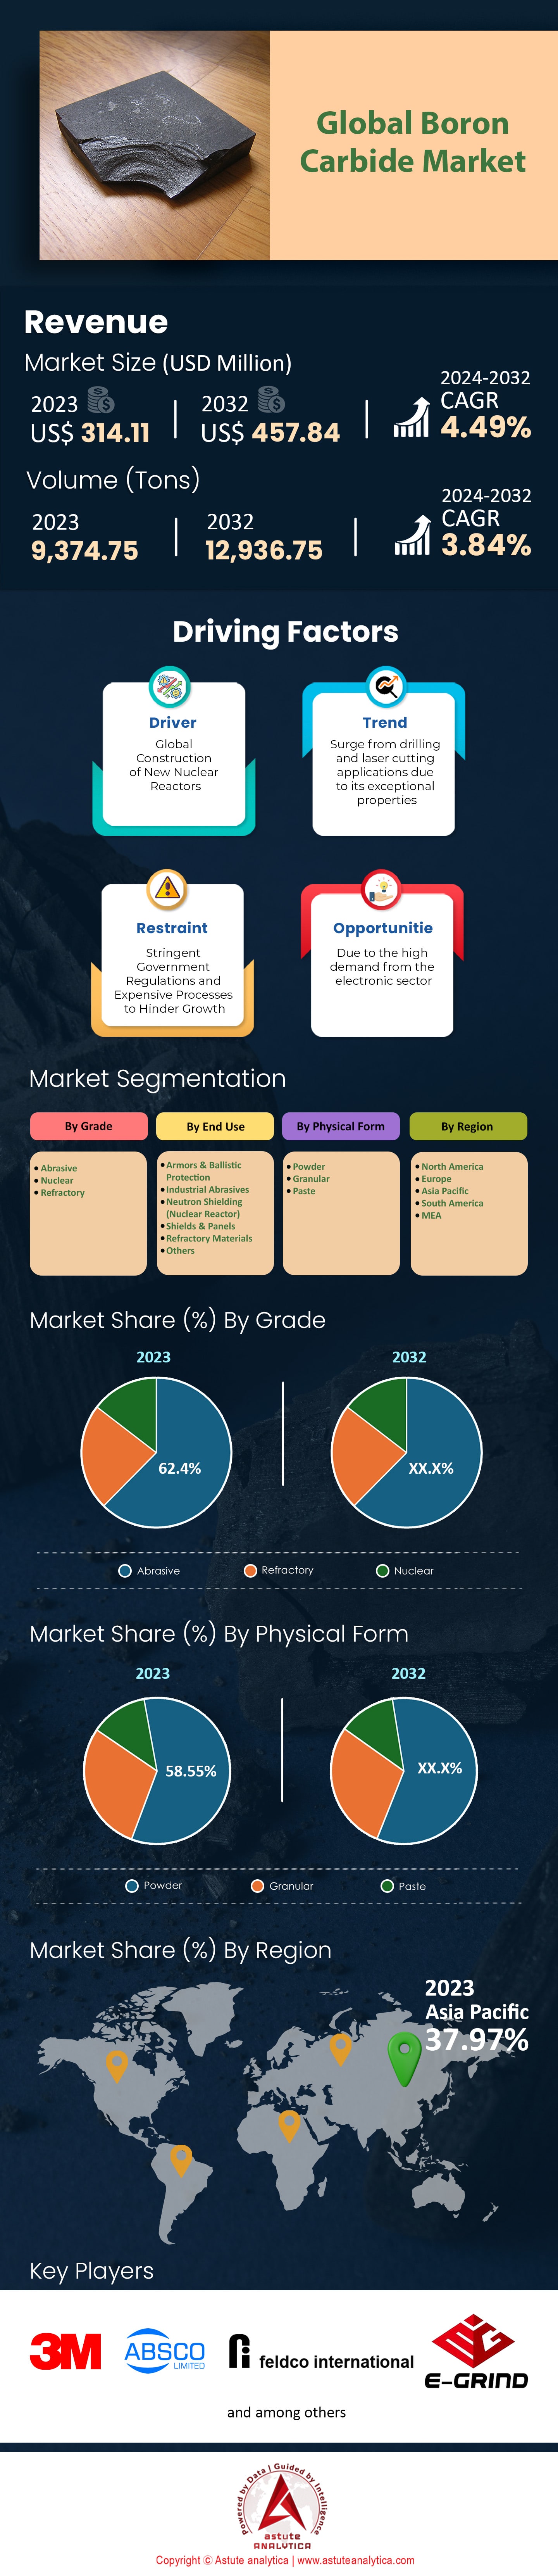 Global Boron
Carbide Market
Revenue
Market Size (USD Million)
2023
US$ 314.11
2032
US$ 457.84
2024-2032
CAGR
4.49%
Volume (Tons)
2023
9,374.75
2032
12,936.75
2024-2032
CAGR
3.84%
Driving Factors
Driver
Global
Construction
of New Nuclear
Reactors
Trend
Surge from drilling
and laser cutting
applications due
to its exceptional
properties
Restraint
Stringent
Government
Regulations and
Expensive Processes
to Hinder Growth
Opportunitie
Due to the high
demand from the
electronic sector
Market Segmentation
By Grade
• Abrasive
• Nuclear
• Refractory
By End Use
• Armors & Ballistic
Protection
• Industrial Abrasives
• Neutron Shielding
(Nuclear Reactor)
• Shields & Panels
• Refractory Materials
• Others
By Physical Form
• Powder
• Granular
• Paste
By Region
• North America
• Europe
• Asia Pacific
• South America
• MEA
Market Share (%) By Grade
2023
62.4%
2032
XX.X%
Abrasive
Refractory
Nuclear
Market Share (%) By Physical Form
2023
58.55%
2032
XX.X%
Powder
Granular
Paste
Market Share (%) By Region
2023
Asia Pacific
37.97%
Key Players
3M
ABSCO
LIMITED
feldco international
E-GRIND
and among others
Powered by Data | Guided by Intelligence
astute
ANALYTICA
Copyright © Astute analytica | www.astuteanalytica.com